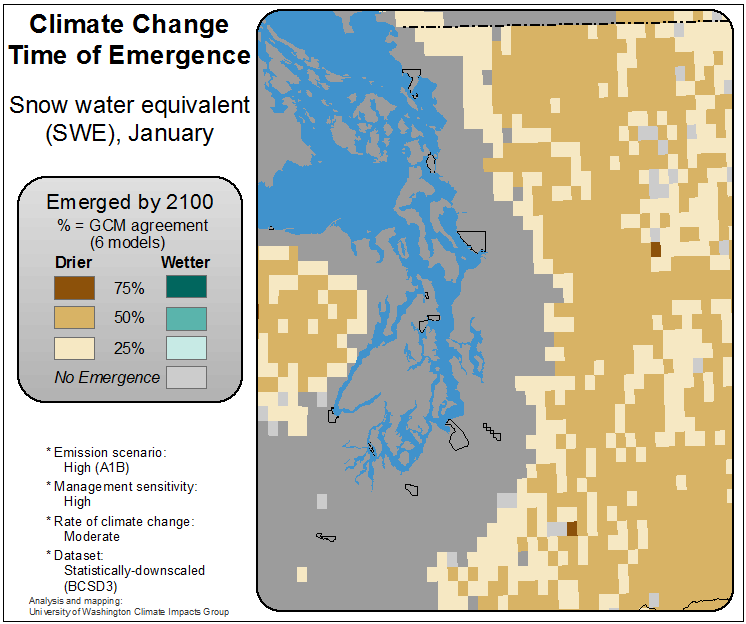 Climate Change
Time of Emergence
Snow water equivalent
(SWE), January
Emerged by 2100
% = GCM agreement
(6 models)
Drier Wetter
75%
50%
25%
No Emergence
* Emission scenario:
High (A1B)
* Management sensitivity:
High
* Rate of climate change:
Moderate
* Dataset:
Statistically-downscaled
(BCSD3)
Analysis and mapping:
University of Washington Climate Impacts Group